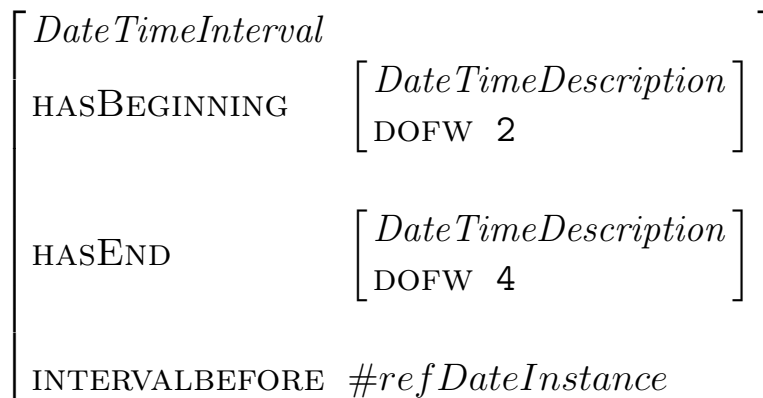 DateTimeInterval
HASBEGINNING DateTimeDescription
DOFW 2
HASEND DateTimeDescription
DOFW 4
INTERVALBEFORE #refDateInstance